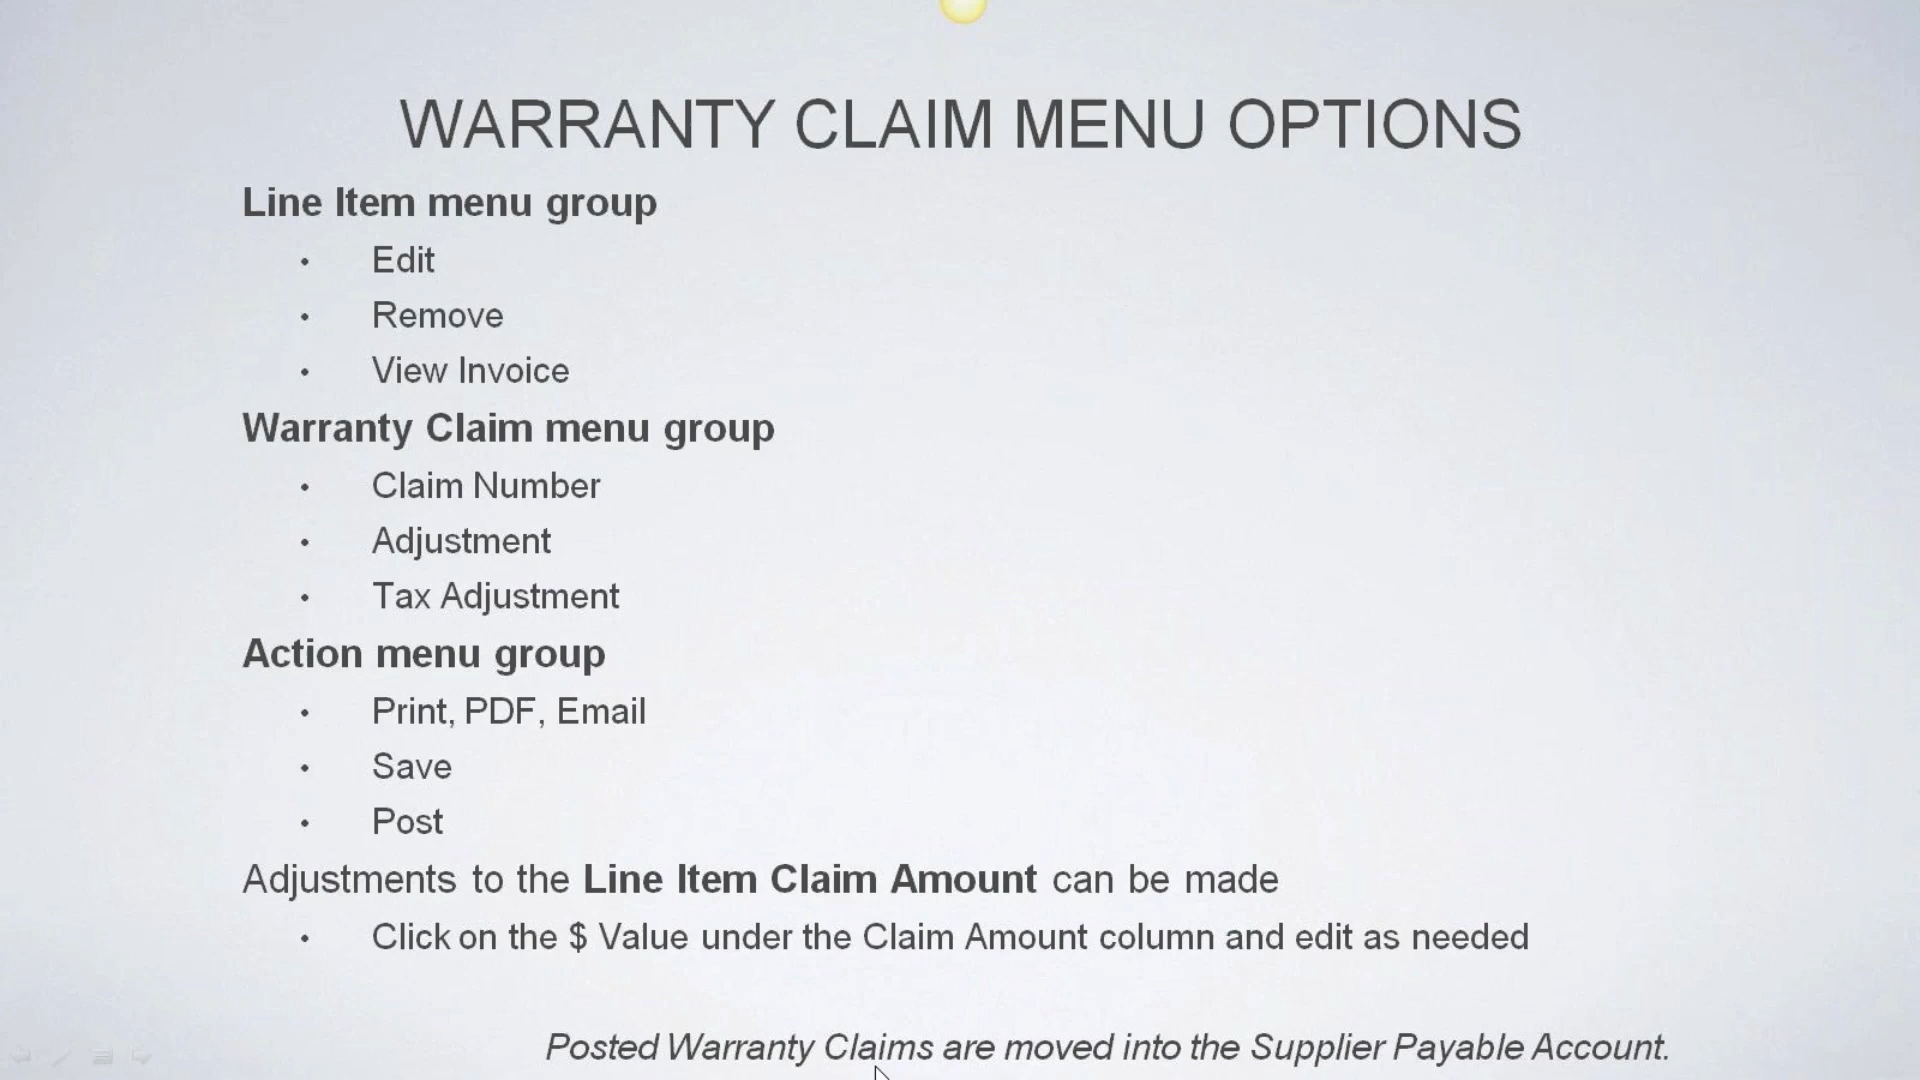 WARRANTY CLAIM MENU OPTIONS
Line Item menu group
• Edit
• Remove
• View Invoice
Warranty Claim menu group
• Claim Number
• Adjustment
• Tax Adjustment
Action menu group
• Print, PDF, Email
• Save
• Post
Adjustments to the Line Item Claim Amount can be made
• Click on the $ Value under the Claim Amount column and edit as needed
Posted Warranty Claims are moved into the Supplier Payable Account.